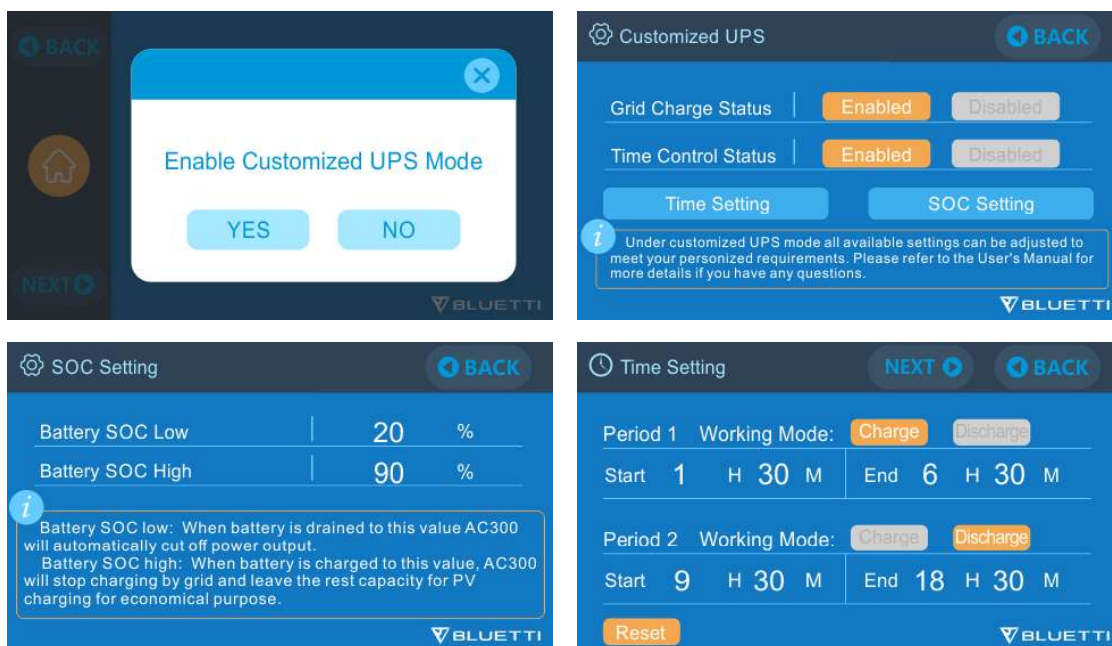 BACK
Enable Customized UPS Mode
YES NO
NEXT
BLUETTI
Customized UPS BACK
Grid Charge Status Enabled Disabled
Time Control Status Enabled Disabled
Time Setting SOC Setting
i Under customized UPS mode all available settings can be adjusted to
meet your personized requirements. Please refer to the User's Manual for
more details if you have any questions.
BLUETTI
SOC Setting BACK
Battery SOC Low 20 %
Battery SOC High 90 %
i
Battery SOC low: When battery is drained to this value AC300
will automatically cut off power output.
Battery SOC high: When battery is charged to this value, AC300
will stop charging by grid and leave the rest capacity for PV
charging for economical purpose.
BLUETTI
Time Setting NEXT BACK
Period 1 Working Mode: Charge Discharge
Start 1 H 30 M End 6 H 30 M
Period 2 Working Mode: Charge Discharge
Start 9 H 30 M End 18 H 30 M
Reset BLUETTI